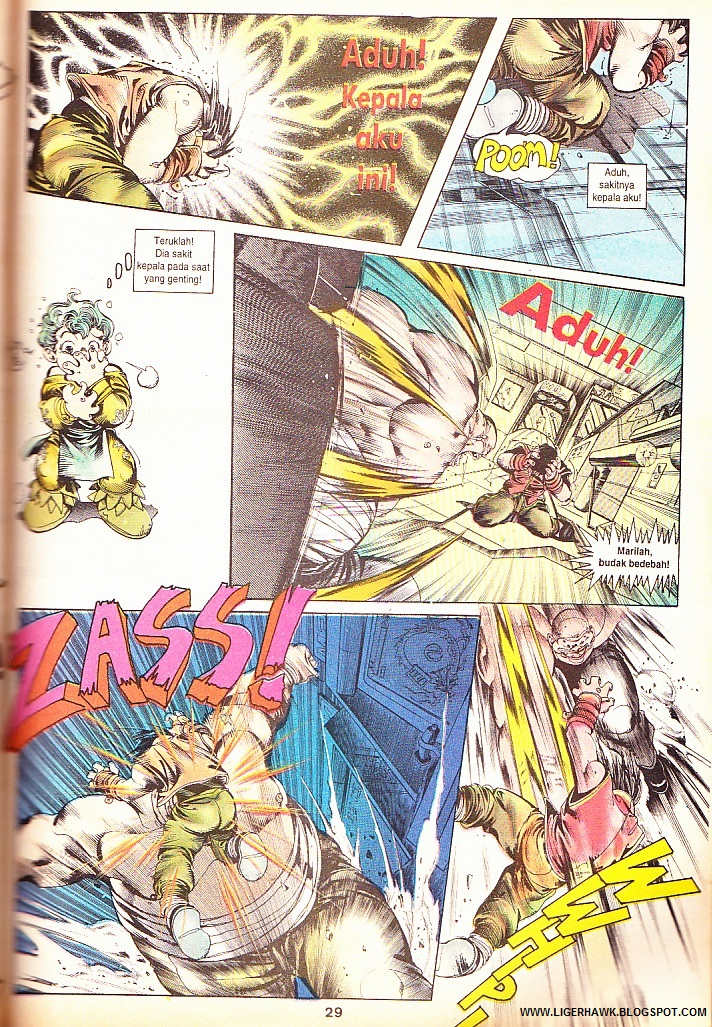 Aduh!
Kepala
aku
ini!
POOM!
Aduh,
sakitnya
kepala aku!
Teruklah!
Dia sakit
kepala pada saat
yang genting!
Aduh!
Marilah,
budak bedebah!
ZASS!
WWHP!
29
WWW.LIGERHAWK.BLOGSPOT.COM